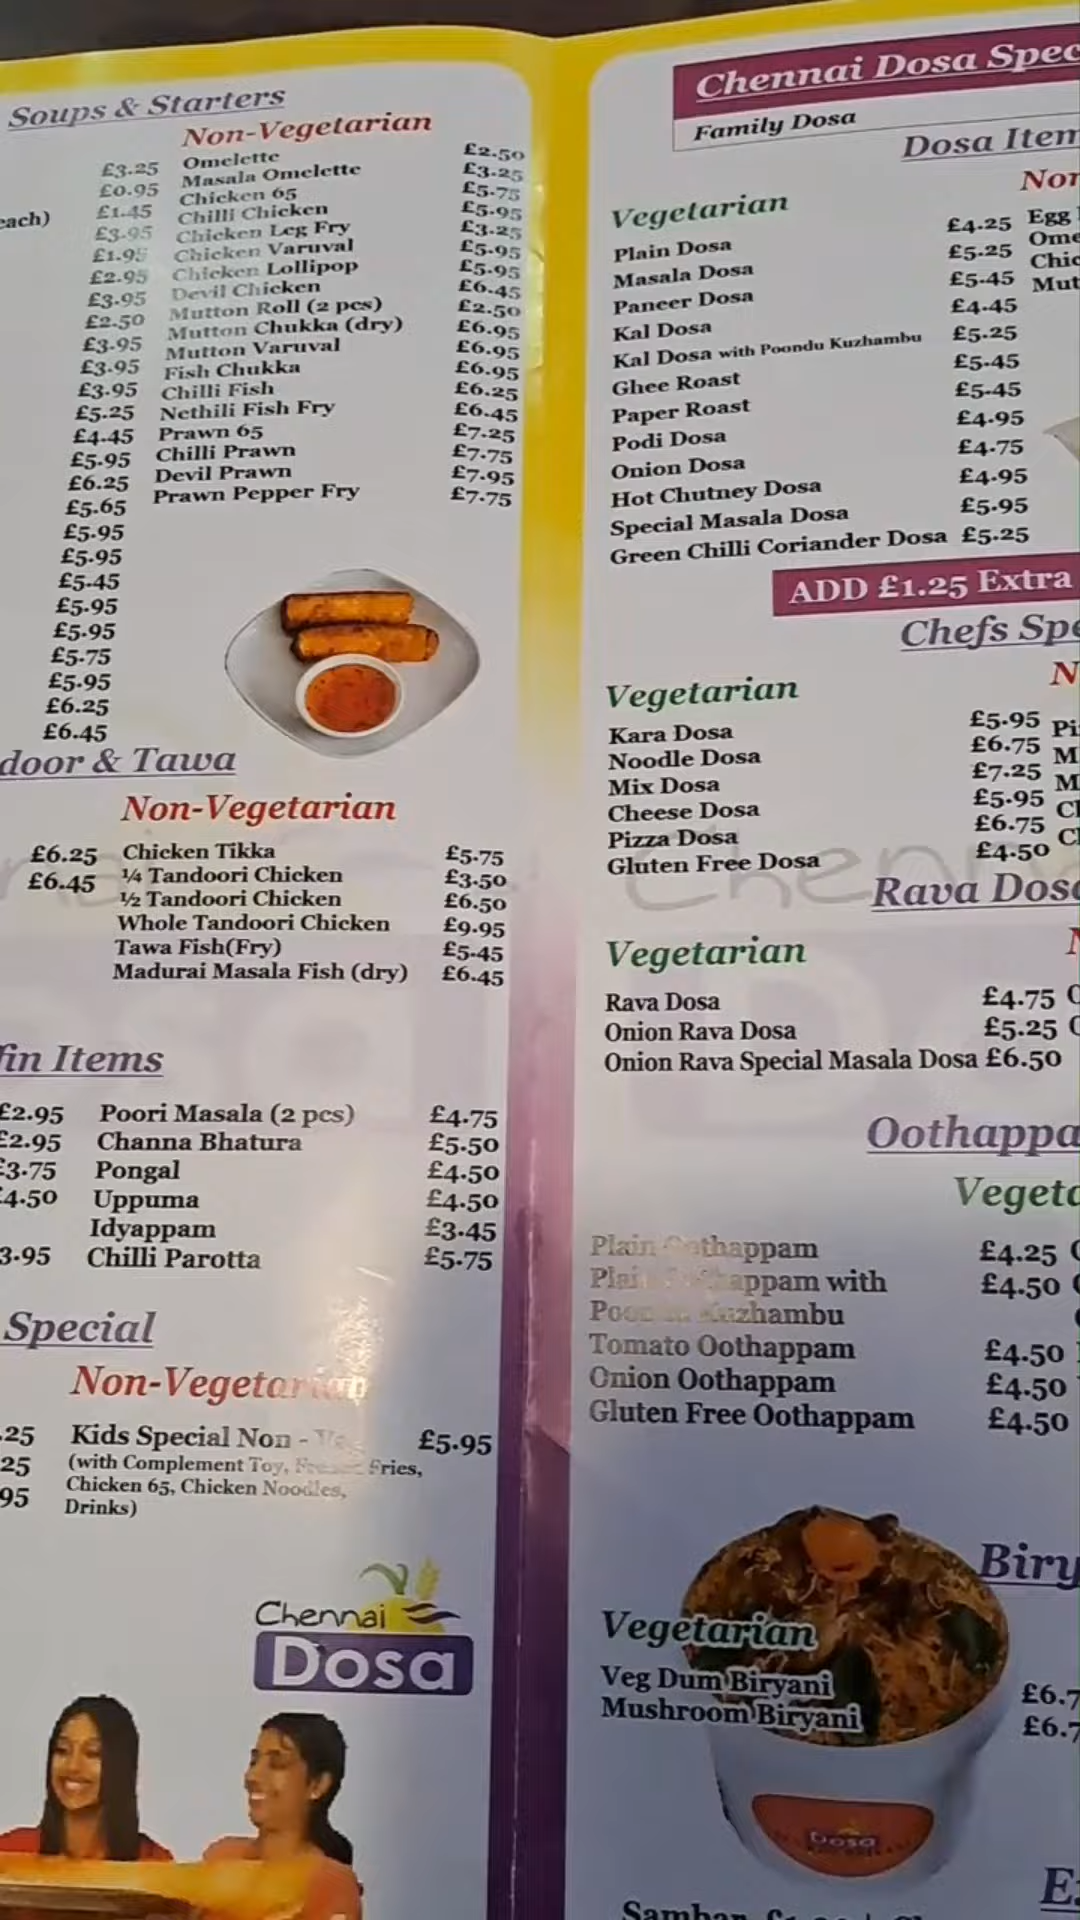 Soups & Starters
Non-Vegetarian
£3.25
£0.95
each) £1.45
£3.95
£1.95
£2.95
£3.95
£2.50
£3.95
£3.95
£3.95
£5.25
£4.45
£5.95
£6.25
£5.65
£5.95
£5.95
£5.45
£5.95
£5.95
£5.75
£5.95
£6.25
£6.45
Omelette £2.50
Masala Omelette £3.25
Chicken 65 £5.75
Chilli Chicken £5.95
Chicken Leg Fry £3.25
Chicken Varuval £5.95
Chicken Lollipop £5.95
Devil Chicken £6.45
Mutton Roll (2 pcs) £2.50
Mutton Chukka (dry) £6.95
Mutton Varuval £6.95
Fish Chukka £6.95
Chilli Fish £6.25
Nethili Fish Fry £6.45
Prawn 65 £7.25
Chilli Prawn £7.75
Devil Prawn £7.95
Prawn Pepper Fry £7.75
door & Tawa
Non-Vegetarian
£6.25
£6.45
Chicken Tikka £5.75
¼ Tandoori Chicken £3.50
½ Tandoori Chicken £6.50
Whole Tandoori Chicken £9.95
Tawa Fish(Fry) £5.45
Madurai Masala Fish (dry) £6.45
fin Items
£2.95 Poori Masala (2 pcs) £4.75
£2.95 Channa Bhatura £5.50
£3.75 Pongal £4.50
£4.50 Uppuma £4.50
Idyappam £3.45
3.95 Chilli Parotta £5.75
Special
Non-Vegetarian
.25 Kids Special Non - Veg £5.95
25 (with Complement Toy, French Fries,
95 Chicken 65, Chicken Noodles,
Drinks)
Chennai
Dosa
Chennai Dosa Spec
Family Dosa
Dosa Item
Vegetarian
Non
Plain Dosa £4.25 Egg
Masala Dosa £5.25 Ome
Paneer Dosa £5.45 Chic
Kal Dosa £4.45 Mut
Kal Dosa with Poondu Kuzhambu £5.25
Ghee Roast £5.45
Paper Roast £5.45
Podi Dosa £4.95
Onion Dosa £4.75
Hot Chutney Dosa £4.95
Special Masala Dosa £5.95
Green Chilli Coriander Dosa £5.25
ADD £1.25 Extra
Chefs Spe
Vegetarian
N
Kara Dosa £5.95
Noodle Dosa £6.75
Mix Dosa £7.25
Cheese Dosa £5.95
Pizza Dosa £6.75
Gluten Free Dosa £4.50
Rava Dosa
Vegetarian
Rava Dosa £4.75
Onion Rava Dosa £5.25
Onion Rava Special Masala Dosa £6.50
Oothappa
Vegeta
Plain Oothappam £4.25
Plain Oothappam with £4.50
Poondu Kuzhambu
Tomato Oothappam £4.50
Onion Oothappam £4.50
Gluten Free Oothappam £4.50
Biry
Vegetarian
Veg Dum Biryani £6.7
Mushroom Biryani £6.7
Dosa
Sambar